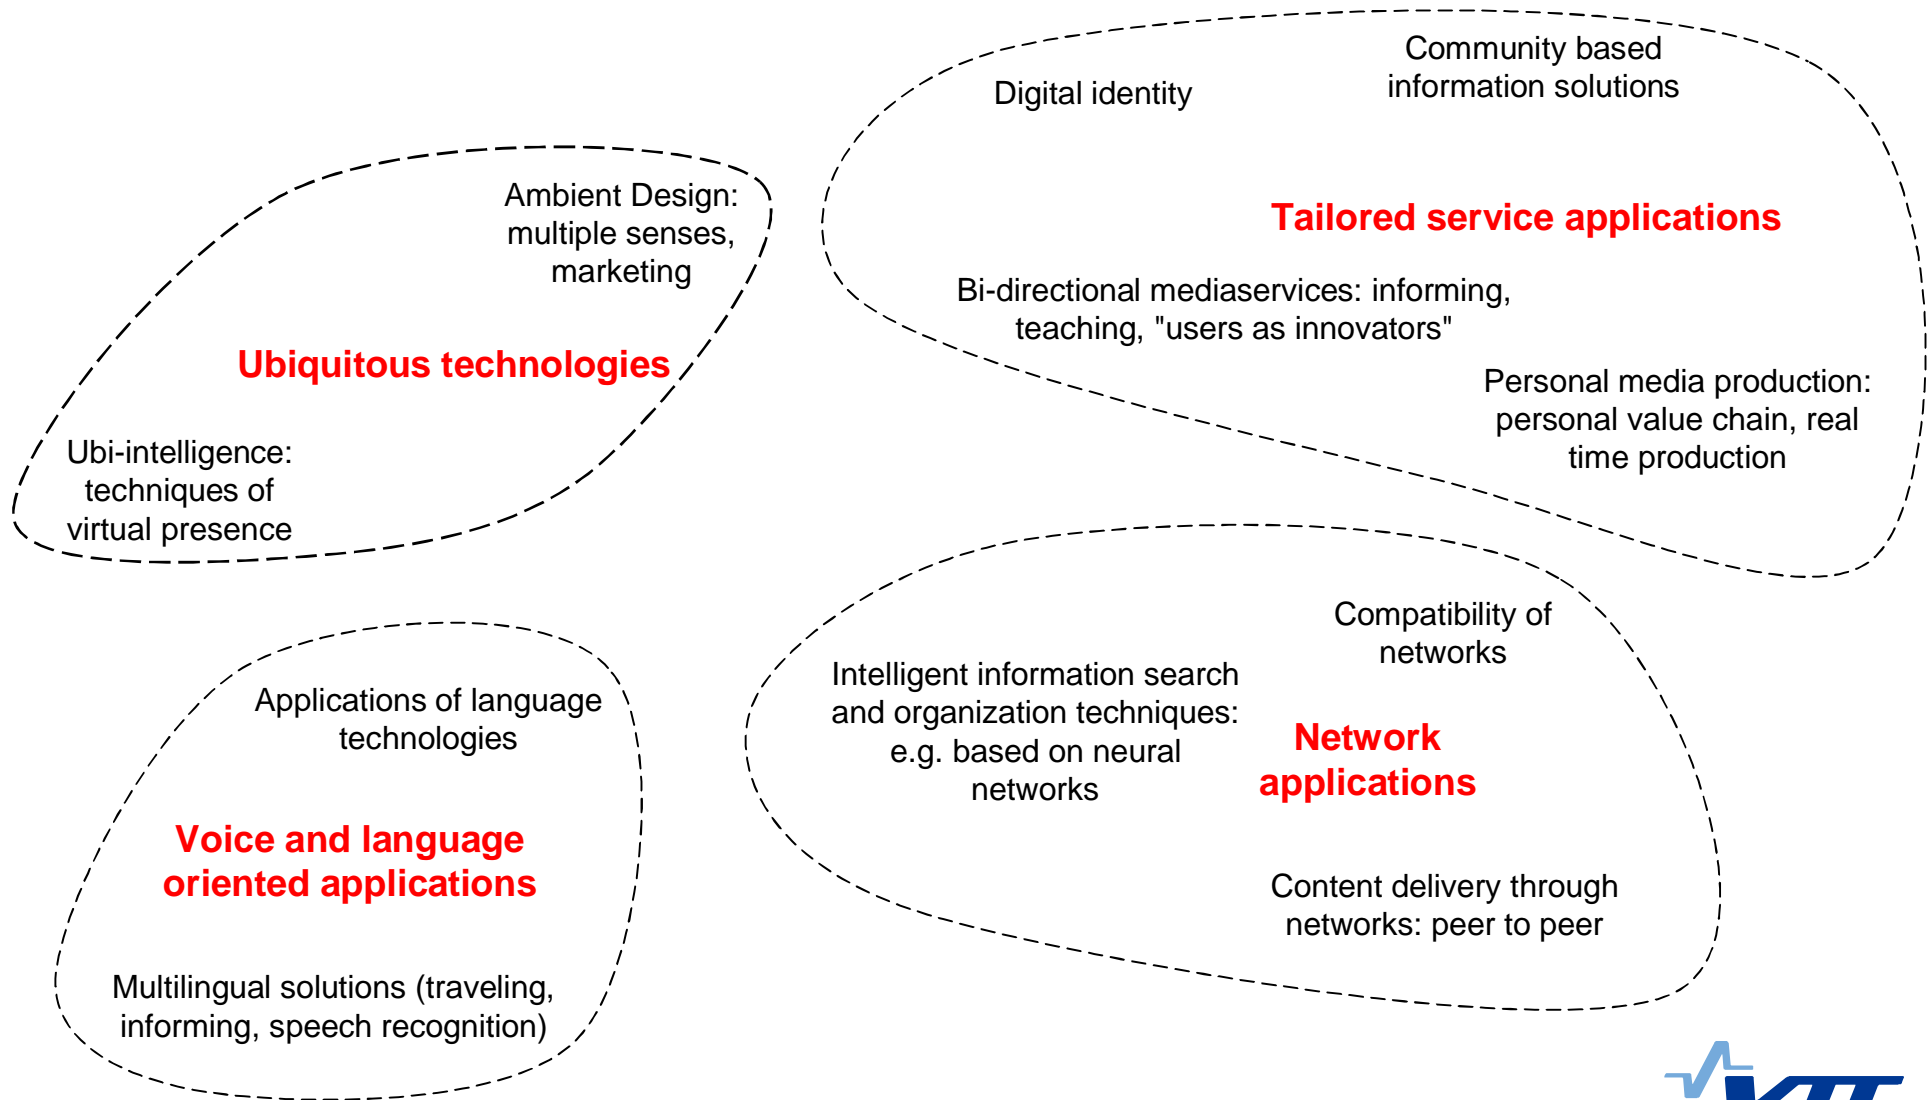 Digital identity
Community based
information solutions
Tailored service applications
Bi-directional mediaservices: informing,
teaching, "users as innovators"
Personal media production:
personal value chain, real
time production
Ambient Design:
multiple senses,
marketing
Ubiquitous technologies
Ubi-intelligence:
techniques of
virtual presence
Compatibility of
networks
Intelligent information search
and organization techniques:
e.g. based on neural
networks
Network
applications
Content delivery through
networks: peer to peer
Applications of language
technologies
Voice and language
oriented applications
Multilingual solutions (traveling,
informing, speech recognition)
VTT